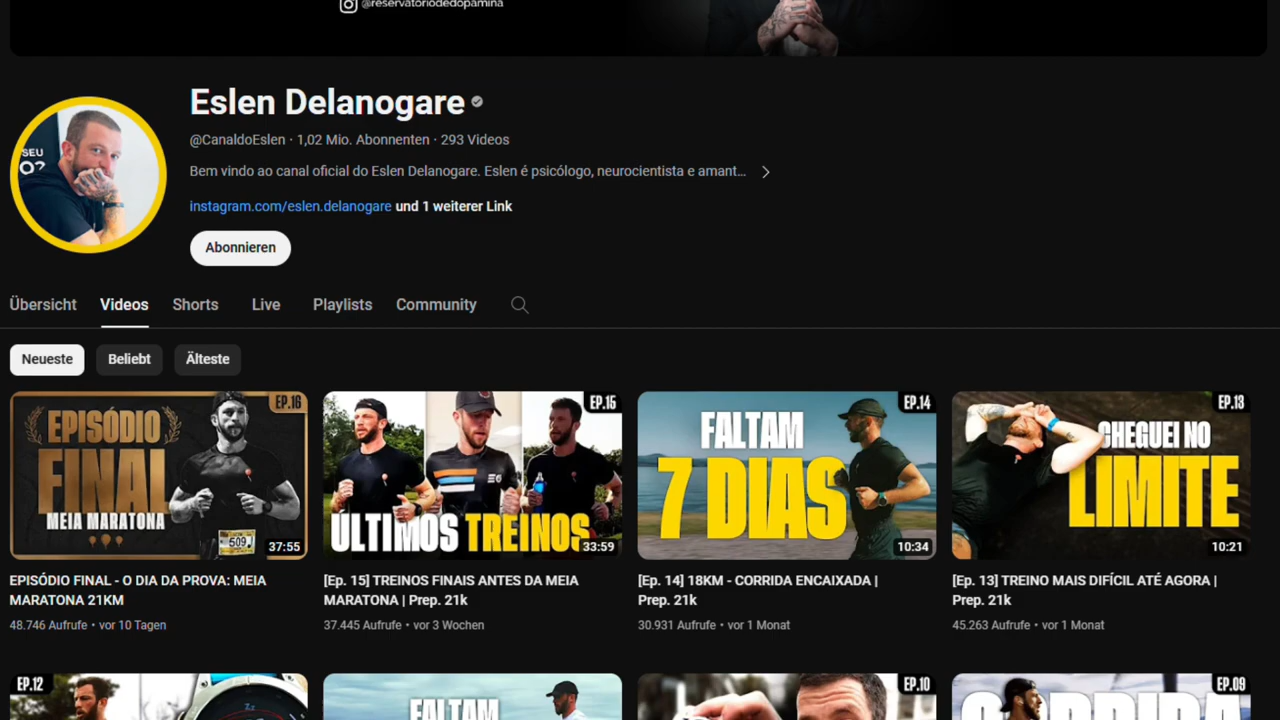 @reservatoriodedopamina
Eslen Delanogare
@CanaldoEslen · 1,02 Mio. Abonnenten · 293 Videos
Bem vindo ao canal oficial do Eslen Delanogare. Eslen é psicólogo, neurocientista e amant...
instagram.com/eslen.delanogare und 1 weiterer Link
Abonnieren
SEU
Übersicht Videos Shorts Live Playlists Community
Neueste Beliebt Älteste
EP.16
EPISÓDIO
FINAL
MEIA MARATONA
509
37:55
EP.15
ÚLTIMOS TREINOS
33:59
EP.14
FALTAM
7 DIAS
10:34
EP.13
CHEGUEI NO
LIMITE
10:21
EPISÓDIO FINAL - O DIA DA PROVA: MEIA
MARATONA 21KM
48.746 Aufrufe • vor 10 Tagen
[Ep. 15] TREINOS FINAIS ANTES DA MEIA
MARATONA | Prep. 21k
37.445 Aufrufe • vor 3 Wochen
[Ep. 14] 18KM - CORRIDA ENCAIXADA |
Prep. 21k
30.931 Aufrufe • vor 1 Monat
[Ep. 13] TREINO MAIS DIFÍCIL ATÉ AGORA |
Prep. 21k
45.263 Aufrufe • vor 1 Monat
EP.12
FALTAM
EP.10
EP.09
CORRIDA